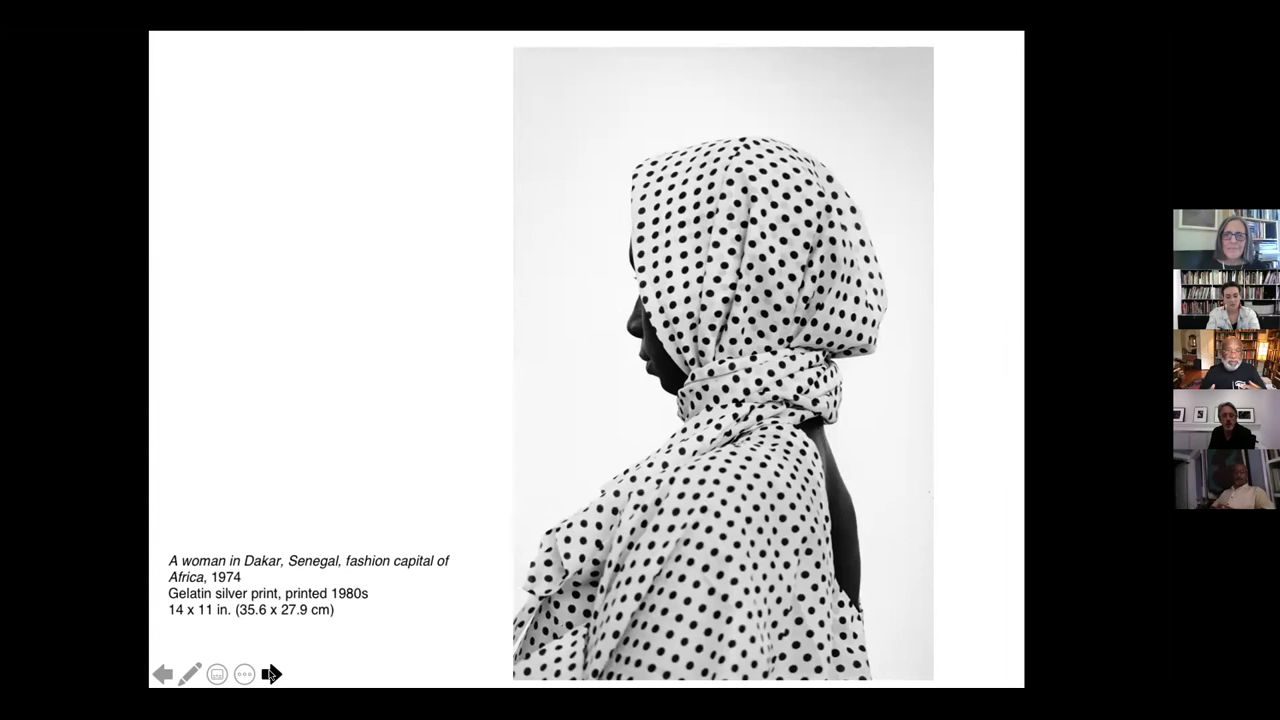 A woman in Dakar, Senegal, fashion capital of
Africa, 1974
Gelatin silver print, printed 1980s
14 x 11 in. (35.6 x 27.9 cm)